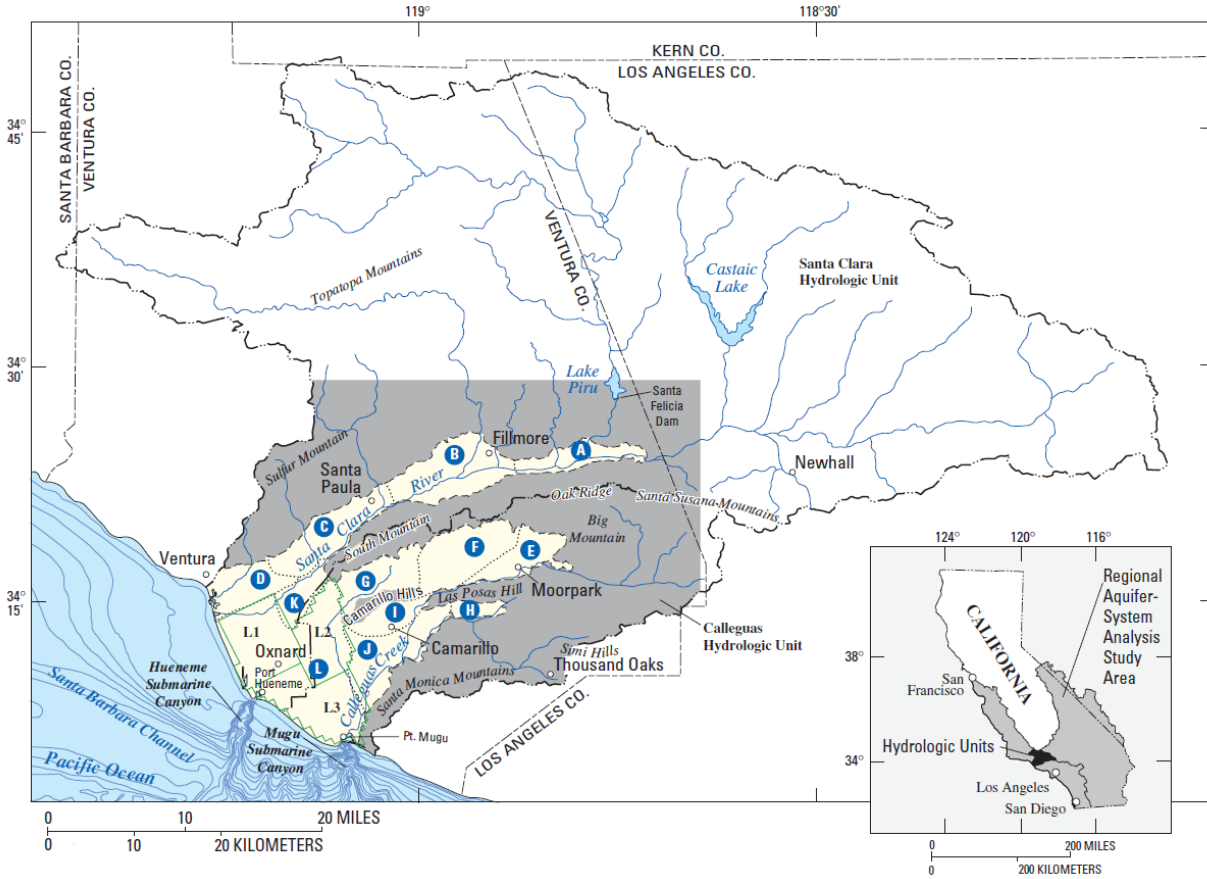 119°
118°30'
KERN CO.
LOS ANGELES CO.
SANTA BARBARA CO.
VENTURA CO.
34°
45'
VENTURA CO.
Castaic
Lake
Santa Clara
Hydrologic Unit
Topatopa Mountains
34°
30'
Lake
Piru
Santa
Felicia
Dam
Sulfur Mountain
Fillmore
A
B
Newhall
Santa
Paula
River
Oak Ridge
Santa Susana Mountains
C
Santa Clara
South Mountain
Big
Mountain
F
E
Ventura
D
G
Moorpark
34°
15'
K
Camarillo Hills
Las Posas Hill
H
I
L1
L2
Camarillo
Calleguas
Hydrologic Unit
Oxnard
J
Simi Hills
Thousand Oaks
Port
Hueneme
L
Hueneme
Submarine
Canyon
Calleguas Creek
Santa Monica Mountains
L3
Santa Barbara Channel
Mugu
Submarine
Canyon
Pt. Mugu
LOS ANGELES CO.
Pacific Ocean
0 10 20 MILES
0 10 20 KILOMETERS
124° 120° 116°
Regional
Aquifer-
System
Analysis
Study
Area
CALIFORNIA
38°
San
Francisco
Hydrologic Units
34°
Los Angeles
San Diego
0 200 MILES
0 200 KILOMETERS